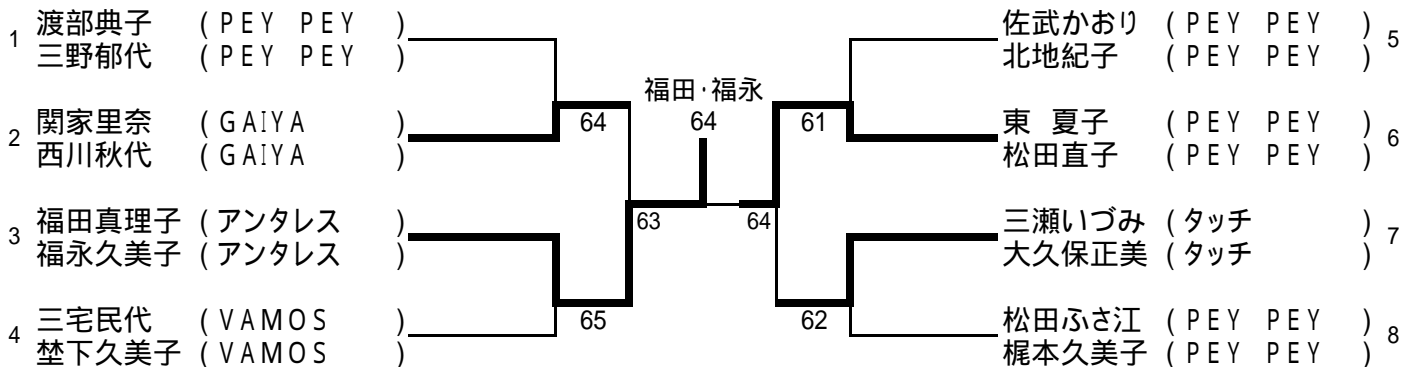 1 渡部典子 (PEY PEY )
三野郁代 (PEY PEY )
2 関家里奈 (GAIYA )
西川秋代 (GAIYA )
3 福田真理子 (アンタレス )
福永久美子 (アンタレス )
4 三宅民代 (VAMOS )
埜下久美子 (VAMOS )
64
65
63
福田・福永
64
64
61
62
佐武かおり (PEY PEY ) 5
北地紀子 (PEY PEY )
東 夏子 (PEY PEY ) 6
松田直子 (PEY PEY )
三瀬いづみ (タッチ ) 7
大久保正美 (タッチ )
松田ふさ江 (PEY PEY ) 8
梶本久美子 (PEY PEY )